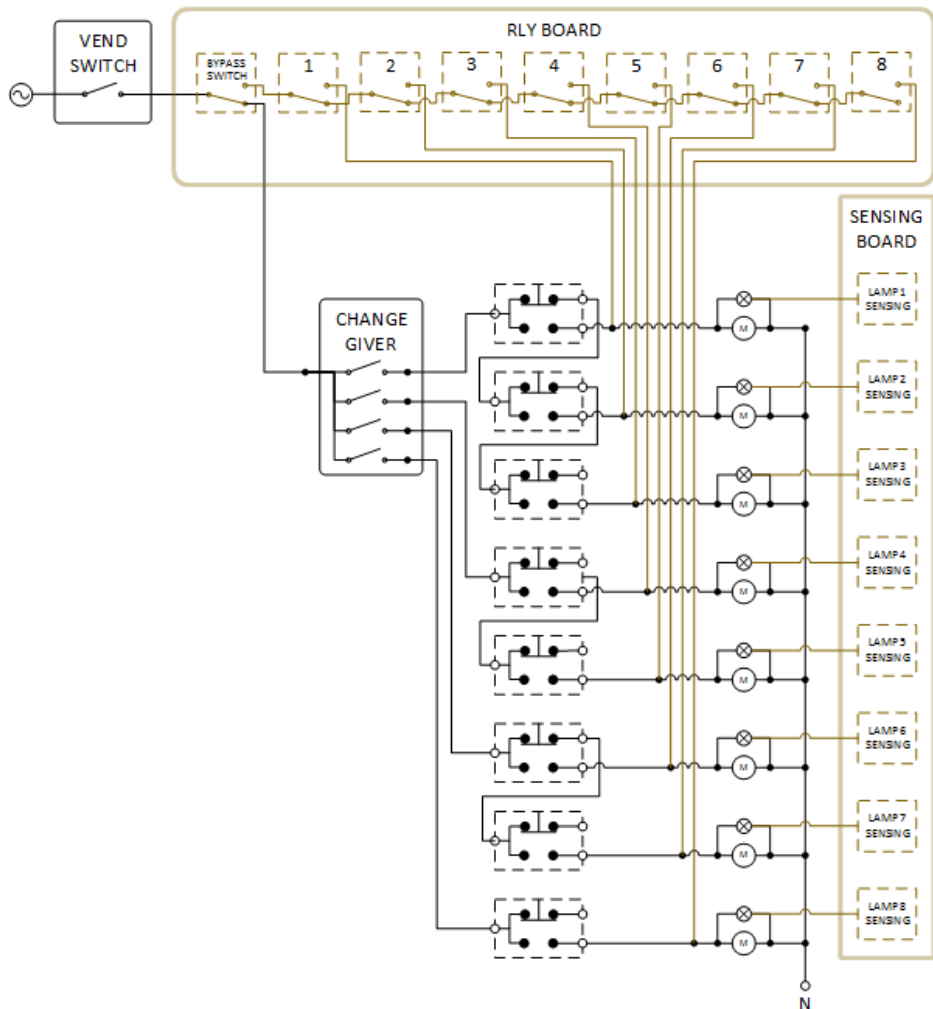 VEND
SWITCH
RLY BOARD
BYPASS
SWITCH
1
2
3
4
5
6
7
8
SENSING
BOARD
CHANGE
GIVER
M
LAMP1
SENSING
M
LAMP2
SENSING
M
LAMP3
SENSING
M
LAMP4
SENSING
M
LAMP5
SENSING
M
LAMP6
SENSING
M
LAMP7
SENSING
M
LAMP8
SENSING
N